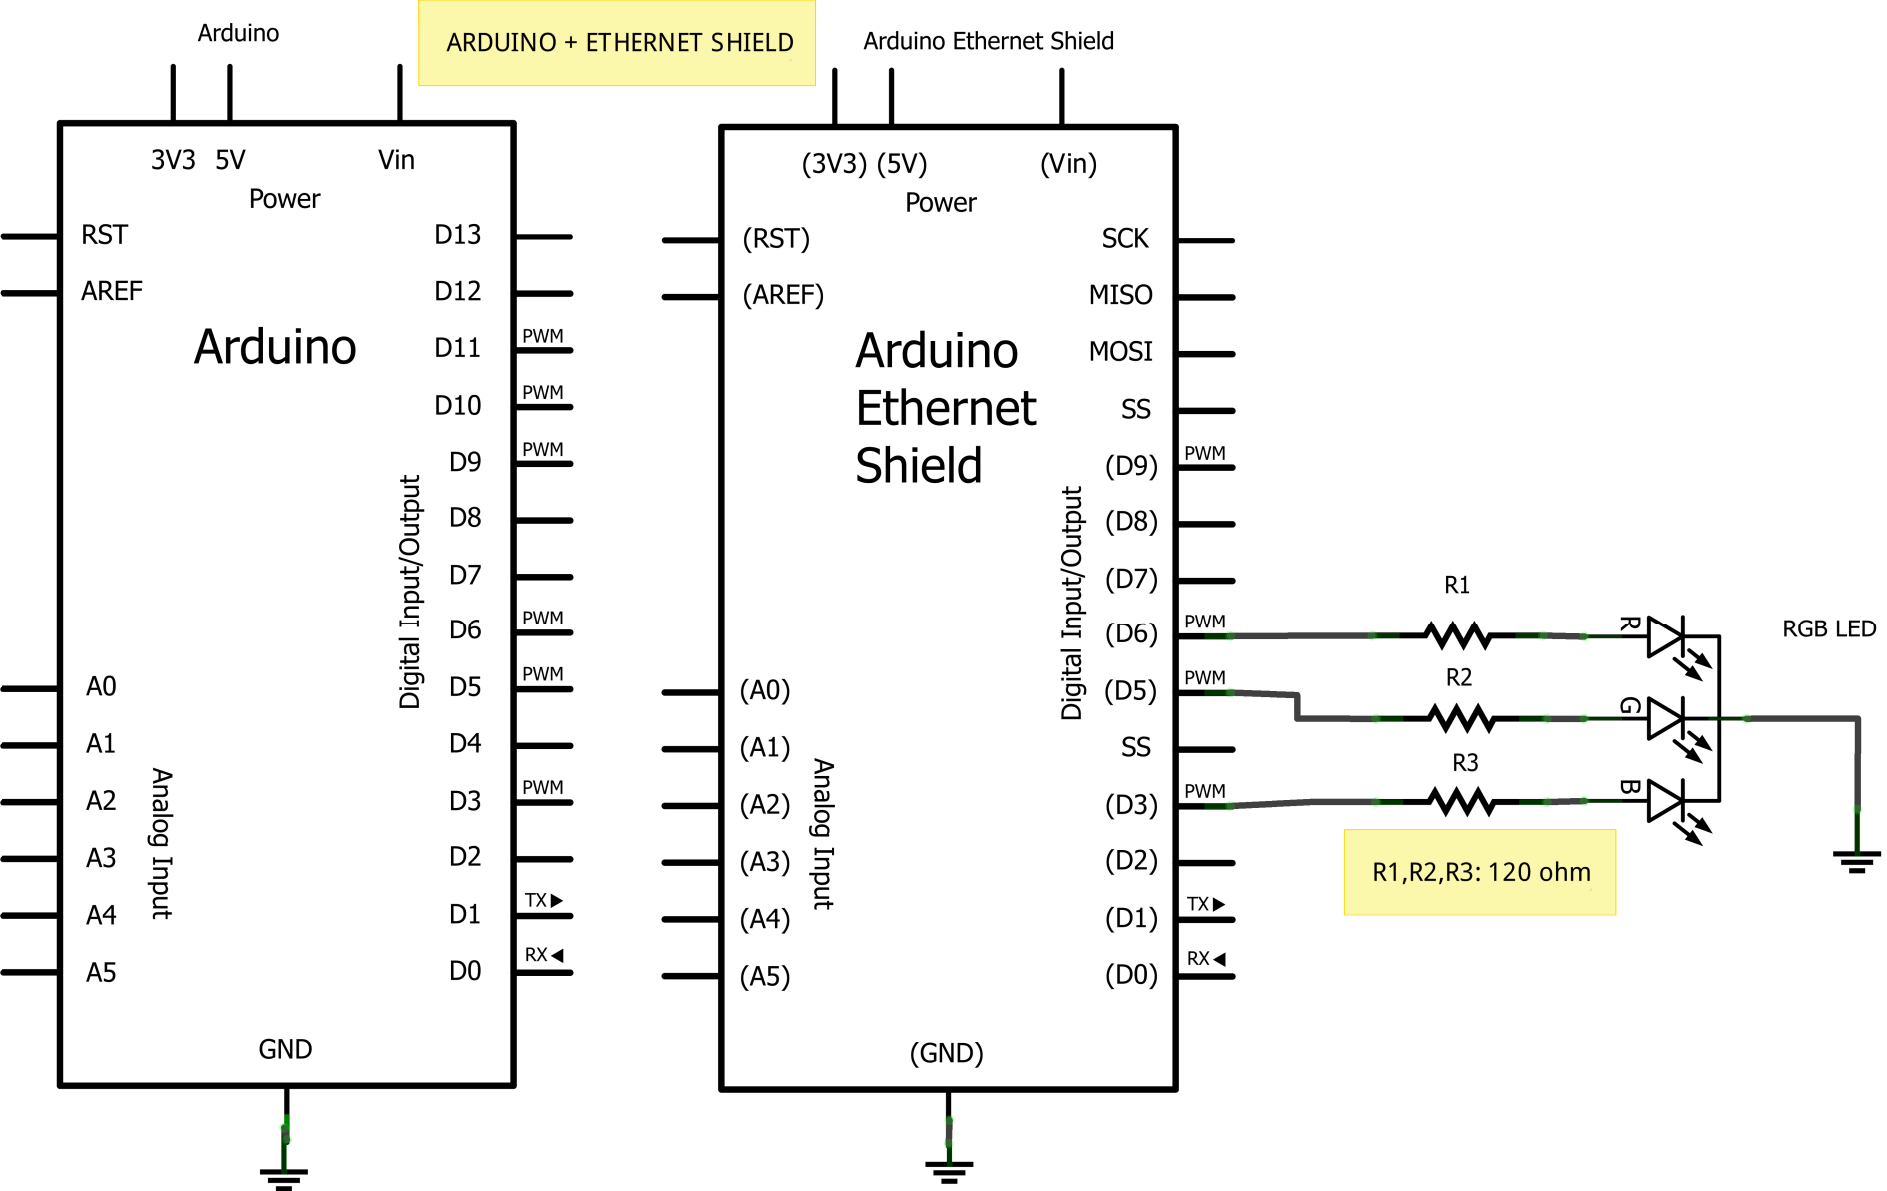 Arduino
ARDUINO + ETHERNET SHIELD
Arduino Ethernet Shield
3V3 5V Vin
Power
RST
AREF
Arduino
D13
D12
D11 PWM
D10 PWM
D9 PWM
D8
D7
D6 PWM
D5 PWM
D4
D3 PWM
D2
D1 TX
D0 RX
Digital Input/Output
A0
A1
A2
A3
A4
A5
Analog Input
GND
(3V3) (5V) (Vin)
Power
(RST)
(AREF)
Arduino
Ethernet
Shield
SCK
MISO
MOSI
SS
(D9) PWM
(D8)
(D7)
(D6) PWM
(D5) PWM
SS
(D3) PWM
(D2)
(D1) TX
(D0) RX
Digital Input/Output
(A0)
(A1)
(A2)
(A3)
(A4)
(A5)
Analog Input
(GND)
R1
R
RGB LED
R2
G
R3
B
R1,R2,R3: 120 ohm